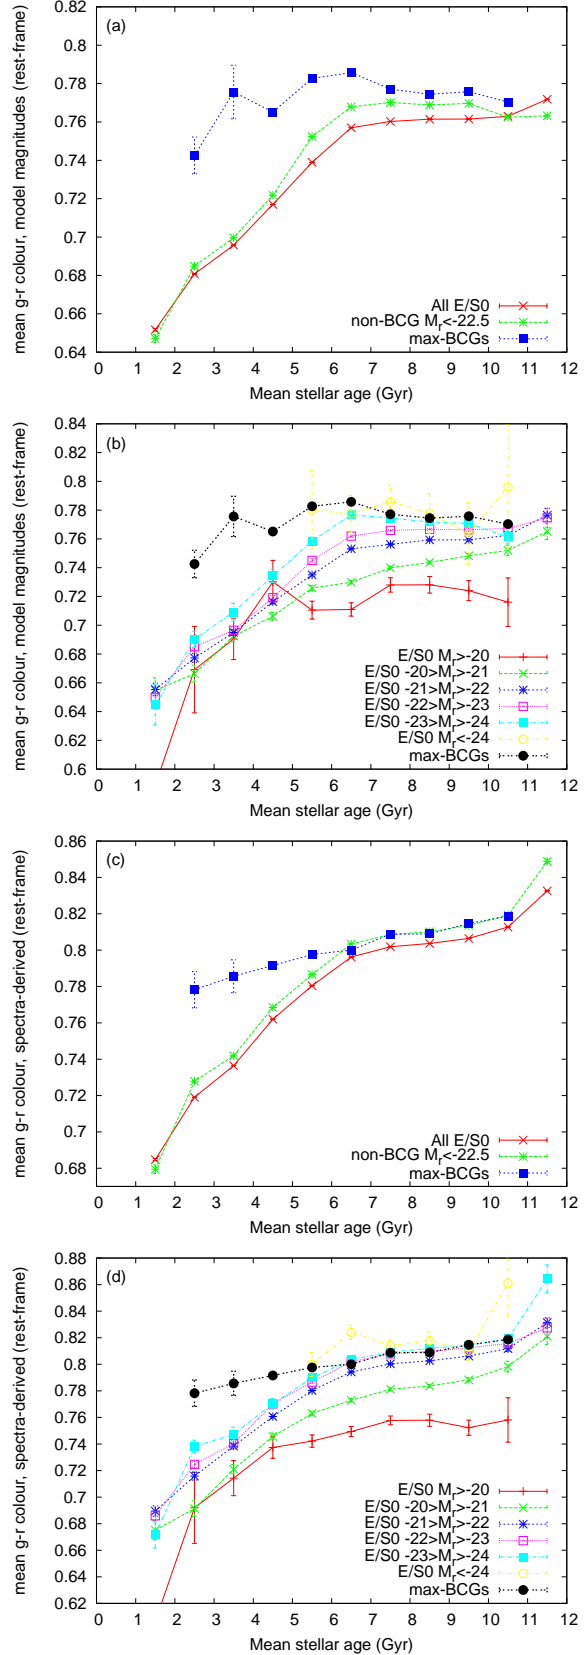 (a)
0.82
0.8
0.78
0.76
0.74
0.72
0.7
0.68
0.66
0.64
mean g-r colour, model magnitudes (rest-frame)
All E/S0
non-BCG M_r<-22.5
max-BCGs
0 1 2 3 4 5 6 7 8 9 10 11 12
Mean stellar age (Gyr)
(b)
0.84
0.82
0.8
0.78
0.76
0.74
0.72
0.7
0.68
0.66
0.64
0.62
0.6
mean g-r colour, model magnitudes (rest-frame)
E/S0 M_r>-20
E/S0 -20>M_r>-21
E/S0 -21>M_r>-22
E/S0 -22>M_r>-23
E/S0 -23>M_r>-24
E/S0 M_r<-24
max-BCGs
0 1 2 3 4 5 6 7 8 9 10 11 12
Mean stellar age (Gyr)
(c)
0.86
0.84
0.82
0.8
0.78
0.76
0.74
0.72
0.7
0.68
mean g-r colour, spectra-derived (rest-frame)
All E/S0
non-BCG M_r<-22.5
max-BCGs
0 1 2 3 4 5 6 7 8 9 10 11 12
Mean stellar age (Gyr)
(d)
0.88
0.86
0.84
0.82
0.8
0.78
0.76
0.74
0.72
0.7
0.68
0.66
0.64
0.62
mean g-r colour, spectra-derived (rest-frame)
E/S0 M_r>-20
E/S0 -20>M_r>-21
E/S0 -21>M_r>-22
E/S0 -22>M_r>-23
E/S0 -23>M_r>-24
E/S0 M_r<-24
max-BCGs
0 1 2 3 4 5 6 7 8 9 10 11 12
Mean stellar age (Gyr)